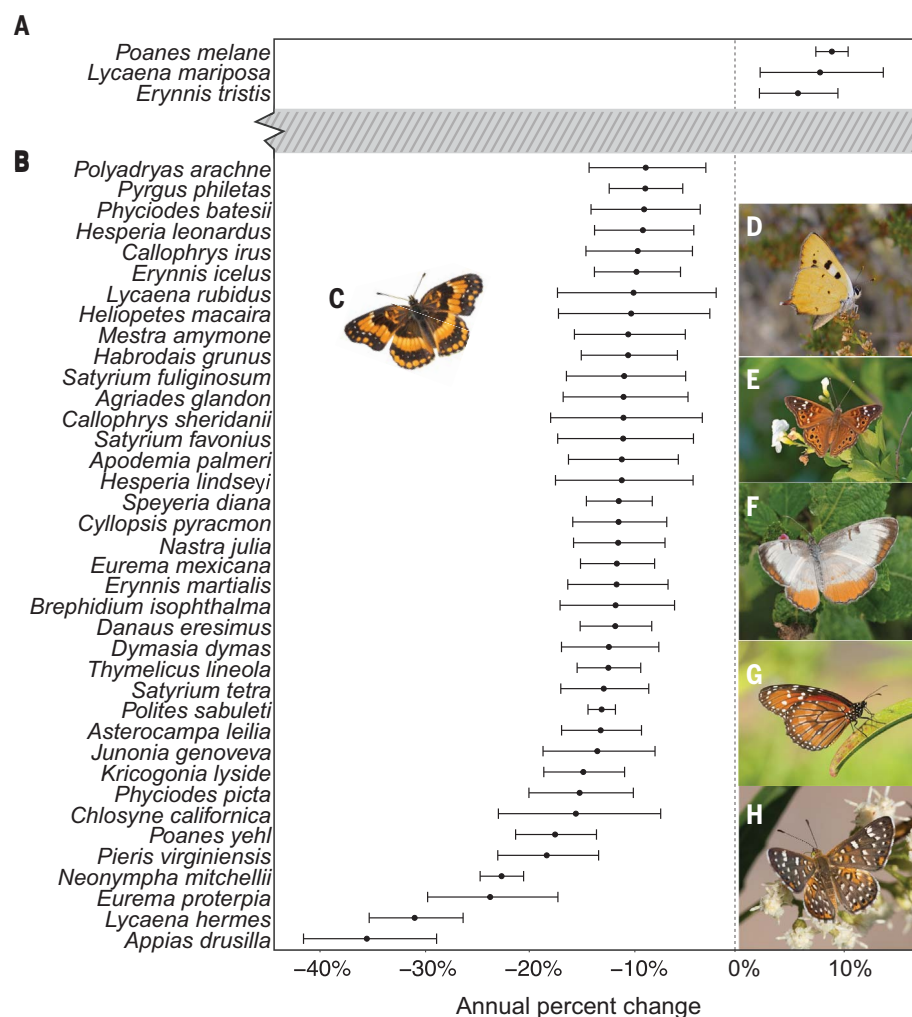 A
Poanes melane
Lycaena mariposa
Erynnis tristis
B
Polyadryas arachne
Pyrgus philetas
Phyciodes batesii
Hesperia leonardus
Callophrys irus
Erynnis icelus
Lycaena rubidus
Heliopetes macaira
Mestra amymone
Habrodais grunus
Satyrium fuliginosum
Agriades glandon
Callophrys sheridanii
Satyrium favonius
Apodemia palmeri
Hesperia lindseyi
Speyeria diana
Cyllopsis pyracmon
Nastra julia
Eurema mexicana
Erynnis martialis
Brephidium isophthalma
Danaus eresimus
Dymasia dymas
Thymelicus lineola
Satyrium tetra
Polites sabuleti
Asterocampa leilia
Junonia genoveva
Kricogonia lyside
Phyciodes picta
Chlosyne californica
Poanes yehl
Pieris virginiensis
Neonympha mitchellii
Eurema proterpia
Lycaena hermes
Appias drusilla
C
D
E
F
G
H
−40% −30% −20% −10% 0% 10%
Annual percent change